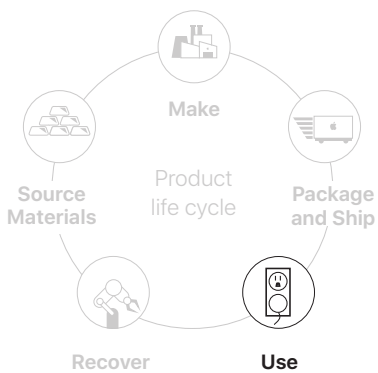 Make
Source
Materials
Product
life cycle
Package
and Ship
Recover
Use